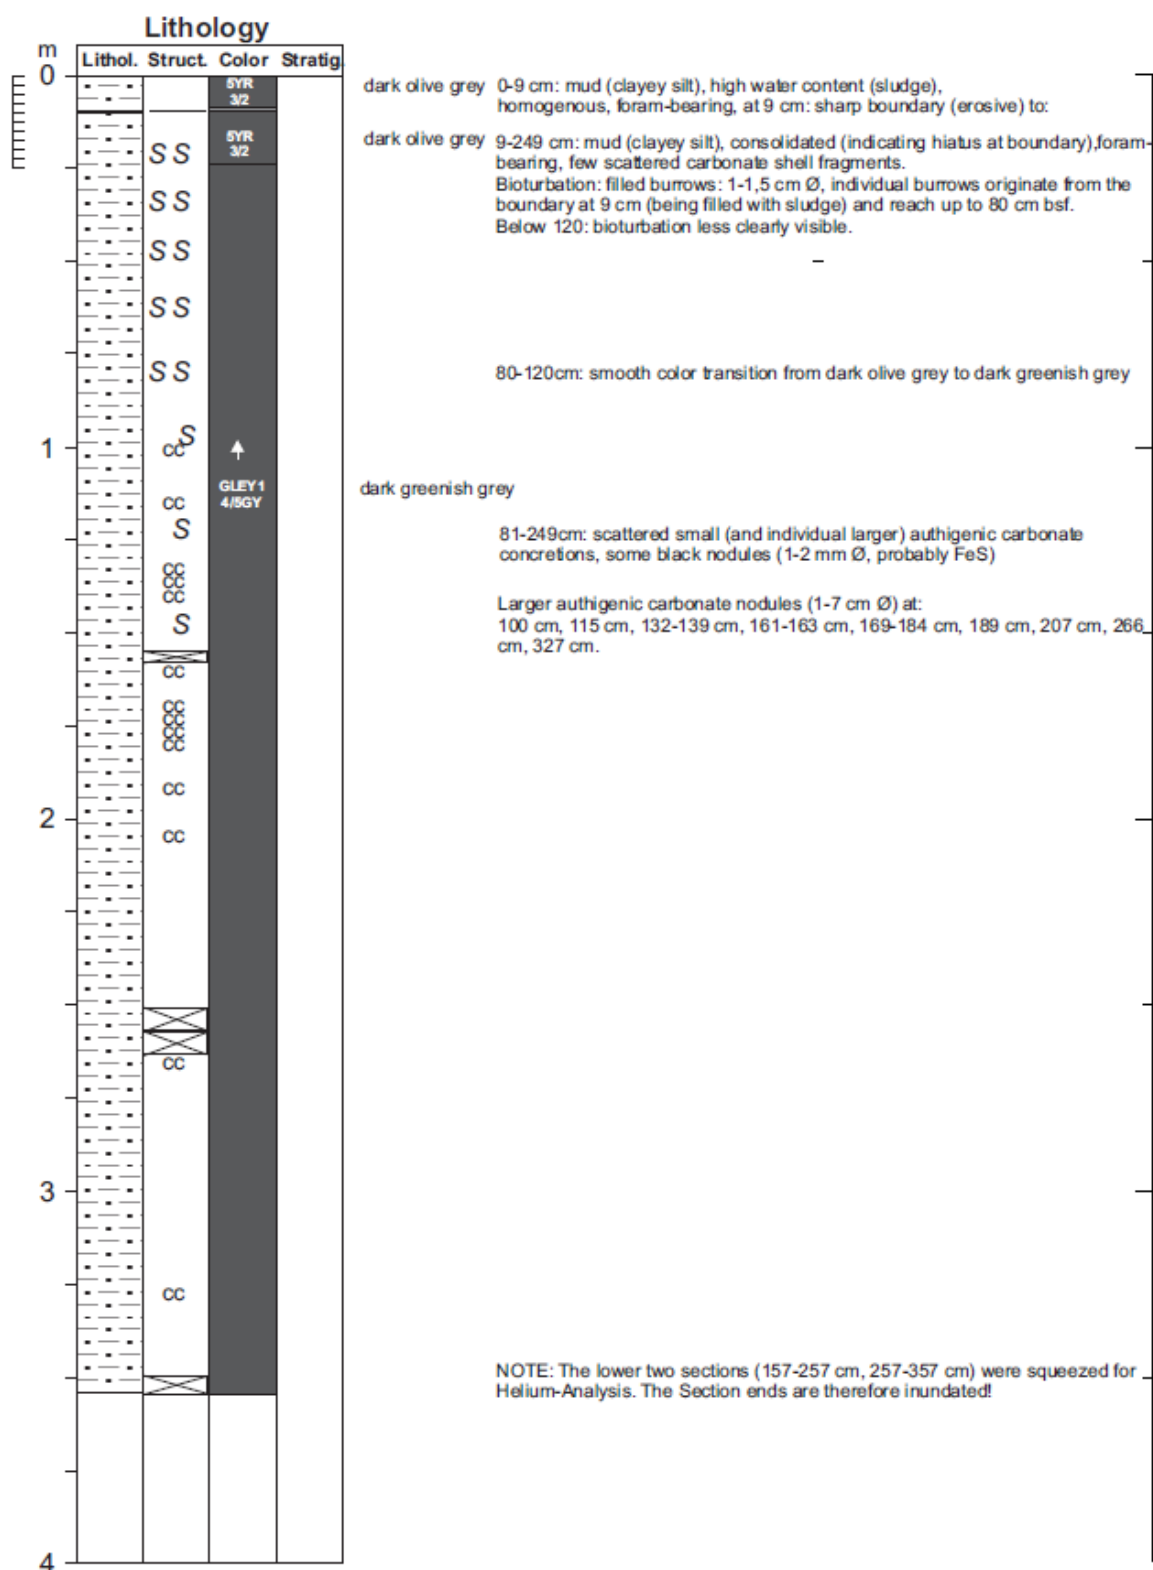 Lithology
m
Lithol. Struct. Color Stratig.
0
5YR
3/2
dark olive grey 0-9 cm: mud (clayey silt), high water content (sludge),
homogenous, foram-bearing, at 9 cm: sharp boundary (erosive) to:
5YR
3/2
dark olive grey 9-249 cm: mud (clayey silt), consolidated (indicating hiatus at boundary),foram-
bearing, few scattered carbonate shell fragments.
Bioturbation: filled burrows: 1-1,5 cm Ø, individual burrows originate from the
boundary at 9 cm (being filled with sludge) and reach up to 80 cm bsf.
Below 120: bioturbation less clearly visible.
S S
S S
S S
S S
S S
80-120cm: smooth color transition from dark olive grey to dark greenish grey
S
1
CC
GLEY 1
4/5GY
dark greenish grey
CC
S
81-249cm: scattered small (and individual larger) authigenic carbonate
concretions, some black nodules (1-2 mm Ø, probably FeS)
CC
CC
CC
Larger authigenic carbonate nodules (1-7 cm Ø) at:
S
100 cm, 115 cm, 132-139 cm, 161-163 cm, 169-184 cm, 189 cm, 207 cm, 266
cm, 327 cm.
CC
CC
CC
CC
CC
CC
2
CC
CC
3
CC
NOTE: The lower two sections (157-257 cm, 257-357 cm) were squeezed for
Helium-Analysis. The Section ends are therefore inundated!
4